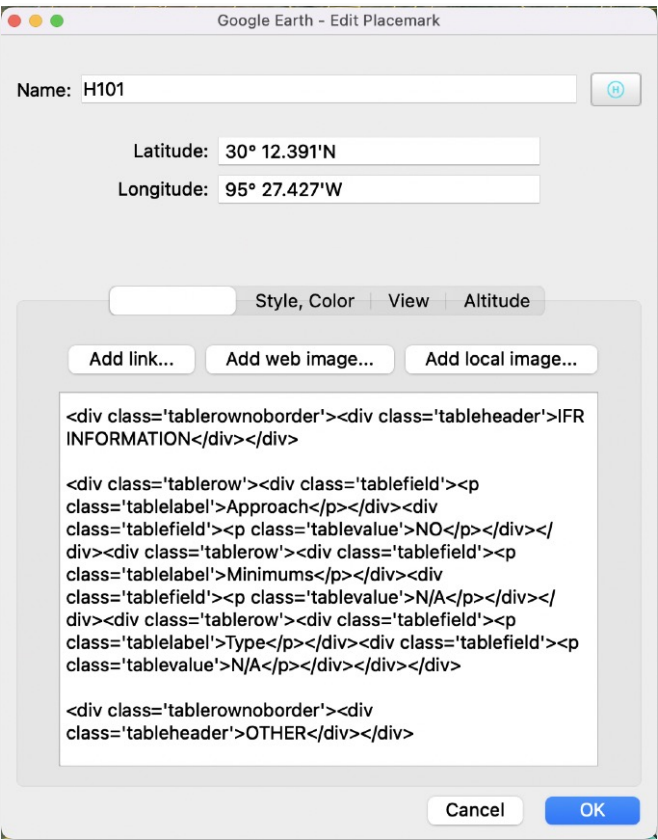 Google Earth - Edit Placemark
Name: H101
H
Latitude: 30° 12.391'N
Longitude: 95° 27.427'W
Style, Color View Altitude
Add link... Add web image... Add local image...
<div class='tablerownoborder'><div class='tableheader'>IFR
INFORMATION</div></div>
<div class='tablerow'><div class='tablefield'><p
class='tablelabel'>Approach</p></div><div
class='tablefield'><p class='tablevalue'>NO</p></div></
div><div class='tablerow'><div class='tablefield'><p
class='tablelabel'>Minimums</p></div><div
class='tablefield'><p class='tablevalue'>N/A</p></div></
div><div class='tablerow'><div class='tablefield'><p
class='tablelabel'>Type</p></div><div class='tablefield'><p
class='tablevalue'>N/A</p></div></div></div>
<div class='tablerownoborder'><div
class='tableheader'>OTHER</div></div>
Cancel OK